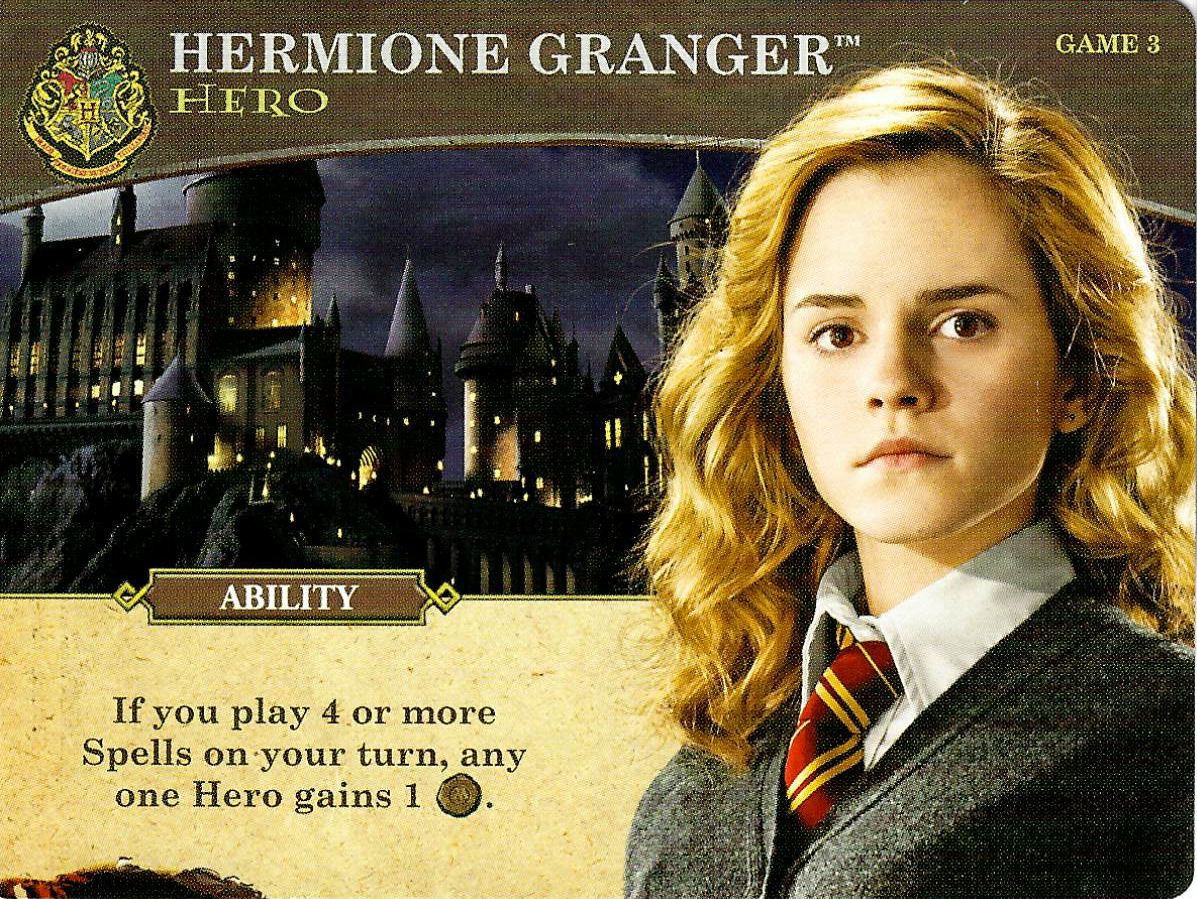 HERMIONE GRANGER™
HERO
GAME 3
ABILITY
If you play 4 or more
Spells on your turn, any
one Hero gains 1 .